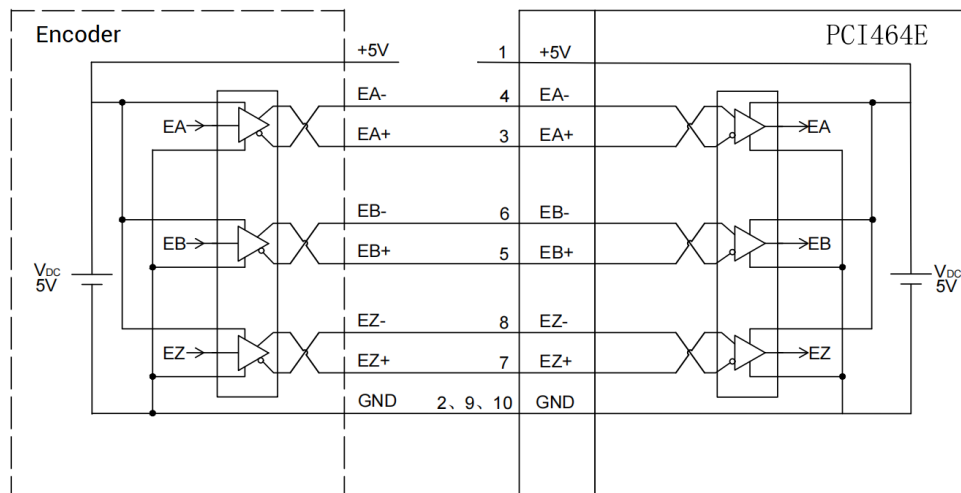 Encoder
PCI464E
+5V 1 +5V
EA- 4 EA-
EA EA
EA+ 3 EA+
EB- 6 EB-
EB EB
EB+ 5 EB+
VDC
5V
VDC
5V
EZ- 8 EZ-
EZ EZ
EZ+ 7 EZ+
GND 2、9、10 GND